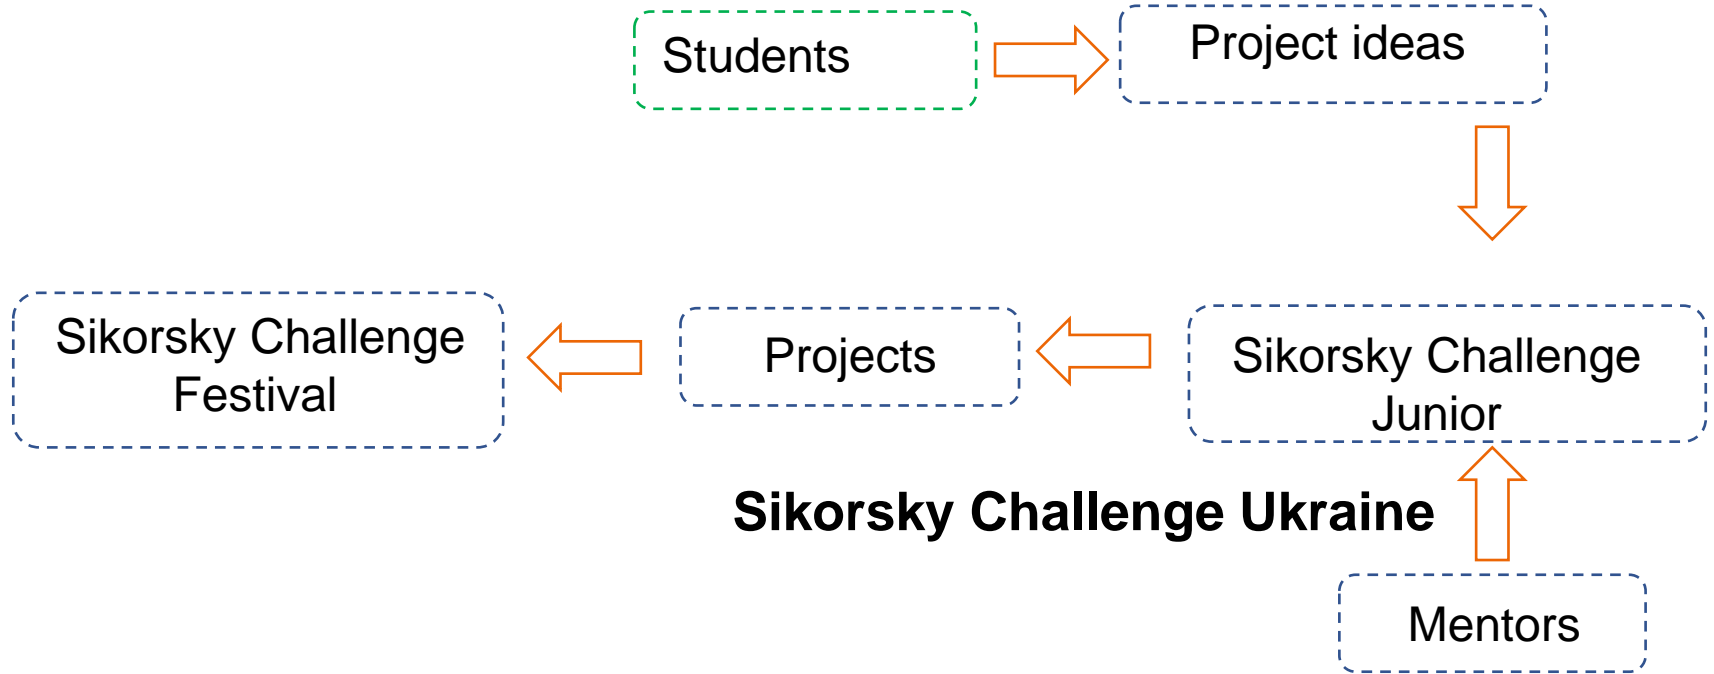 Students
Project ideas
Sikorsky Challenge
Festival
Projects
Sikorsky Challenge
Junior
Sikorsky Challenge Ukraine
Mentors